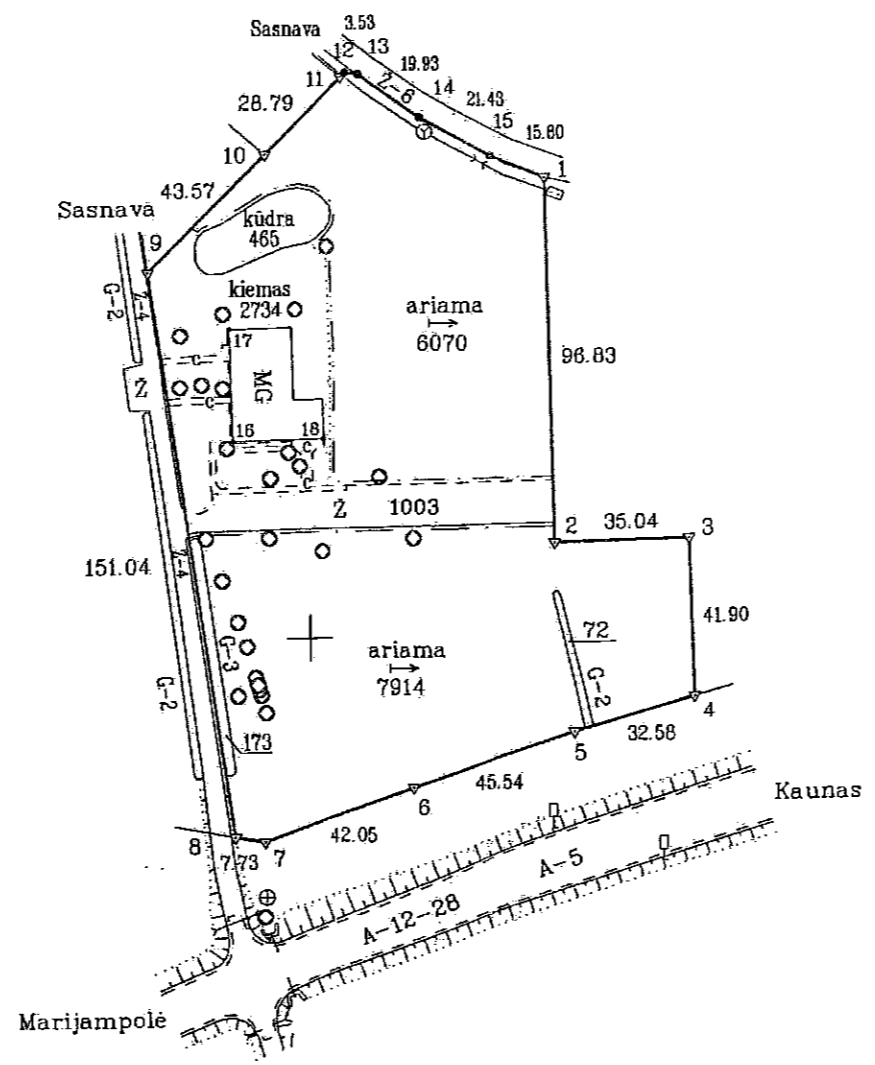 3.53
Sasnava
12
13
19.93
11
Z-6
14
28.79
21.43
15
15.80
10
1
43.57
Sasnava
kūdra
465
9
G-2
Z-4
kiemas
2734
ariama
6070
17
96.83
c
Ž
MG
c
16
18
c
c
Ž
1003
2
35.04
3
151.04
Z-4
41.90
72
G-3
ariama
7914
G-2
G-2
4
173
5
32.58
45.54
Kaunas
6
42.05
8
7.73
7
A-5
A-12-28
Marijampolė